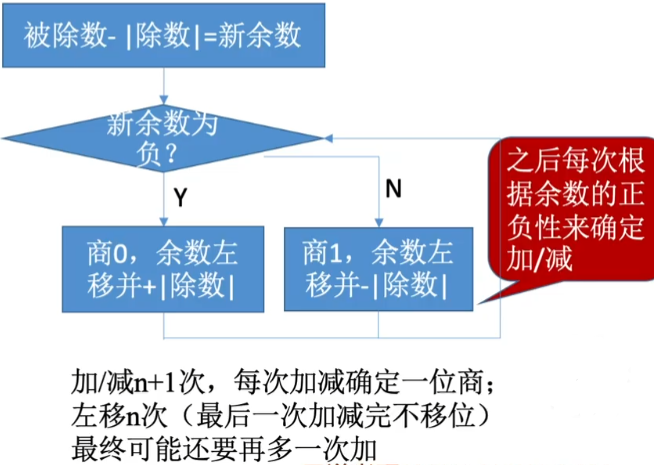 被除数- |除数|=新余数
新余数为
负？
Y
N
商0，余数左
移并+|除数|
商1，余数左
移并-|除数|
之后每次根
据余数的正
负性来确定
加/减
加/减n+1次，每次加减确定一位商；
左移n次（最后一次加减完不移位）
最终可能还要再多一次加